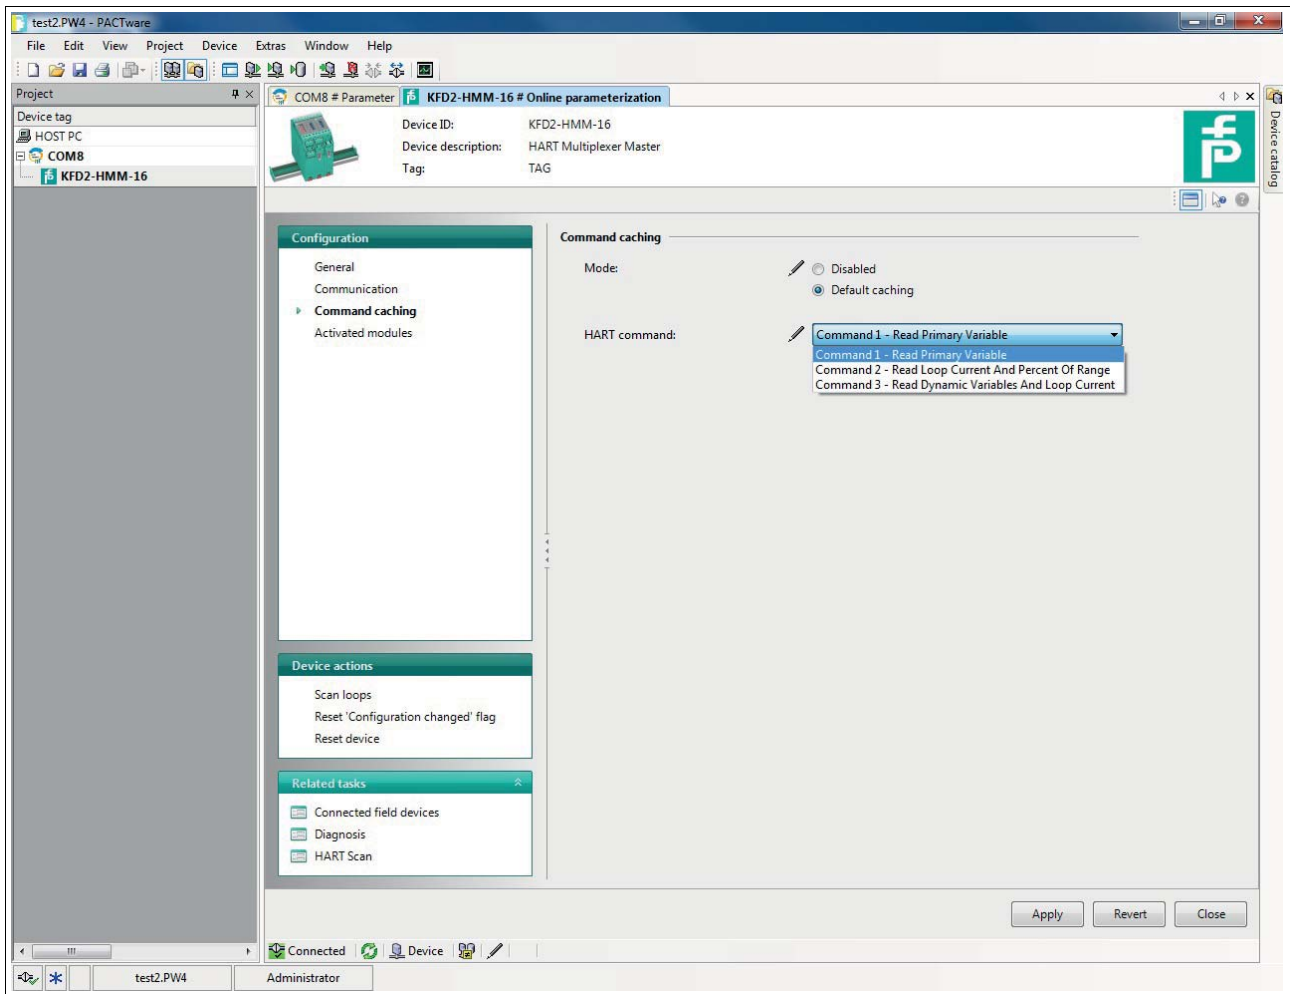 test2.PW4 - PACTware
File Edit View Project Device Extras Window Help
Project
Device tag
HOST PC
COM8
KFD2-HMM-16
COM8 # Parameter
KFD2-HMM-16 # Online parameterization
Device ID: KFD2-HMM-16
Device description: HART Multiplexer Master
Tag: TAG
Device catalog
Configuration
General
Communication
Command caching
Activated modules
Command caching
Mode:
Disabled
Default caching
HART command:
Command 1 - Read Primary Variable
Command 1 - Read Primary Variable
Command 2 - Read Loop Current And Percent Of Range
Command 3 - Read Dynamic Variables And Loop Current
Device actions
Scan loops
Reset 'Configuration changed' flag
Reset device
Related tasks
Connected field devices
Diagnosis
HART Scan
Apply Revert Close
Connected Device
test2.PW4 Administrator